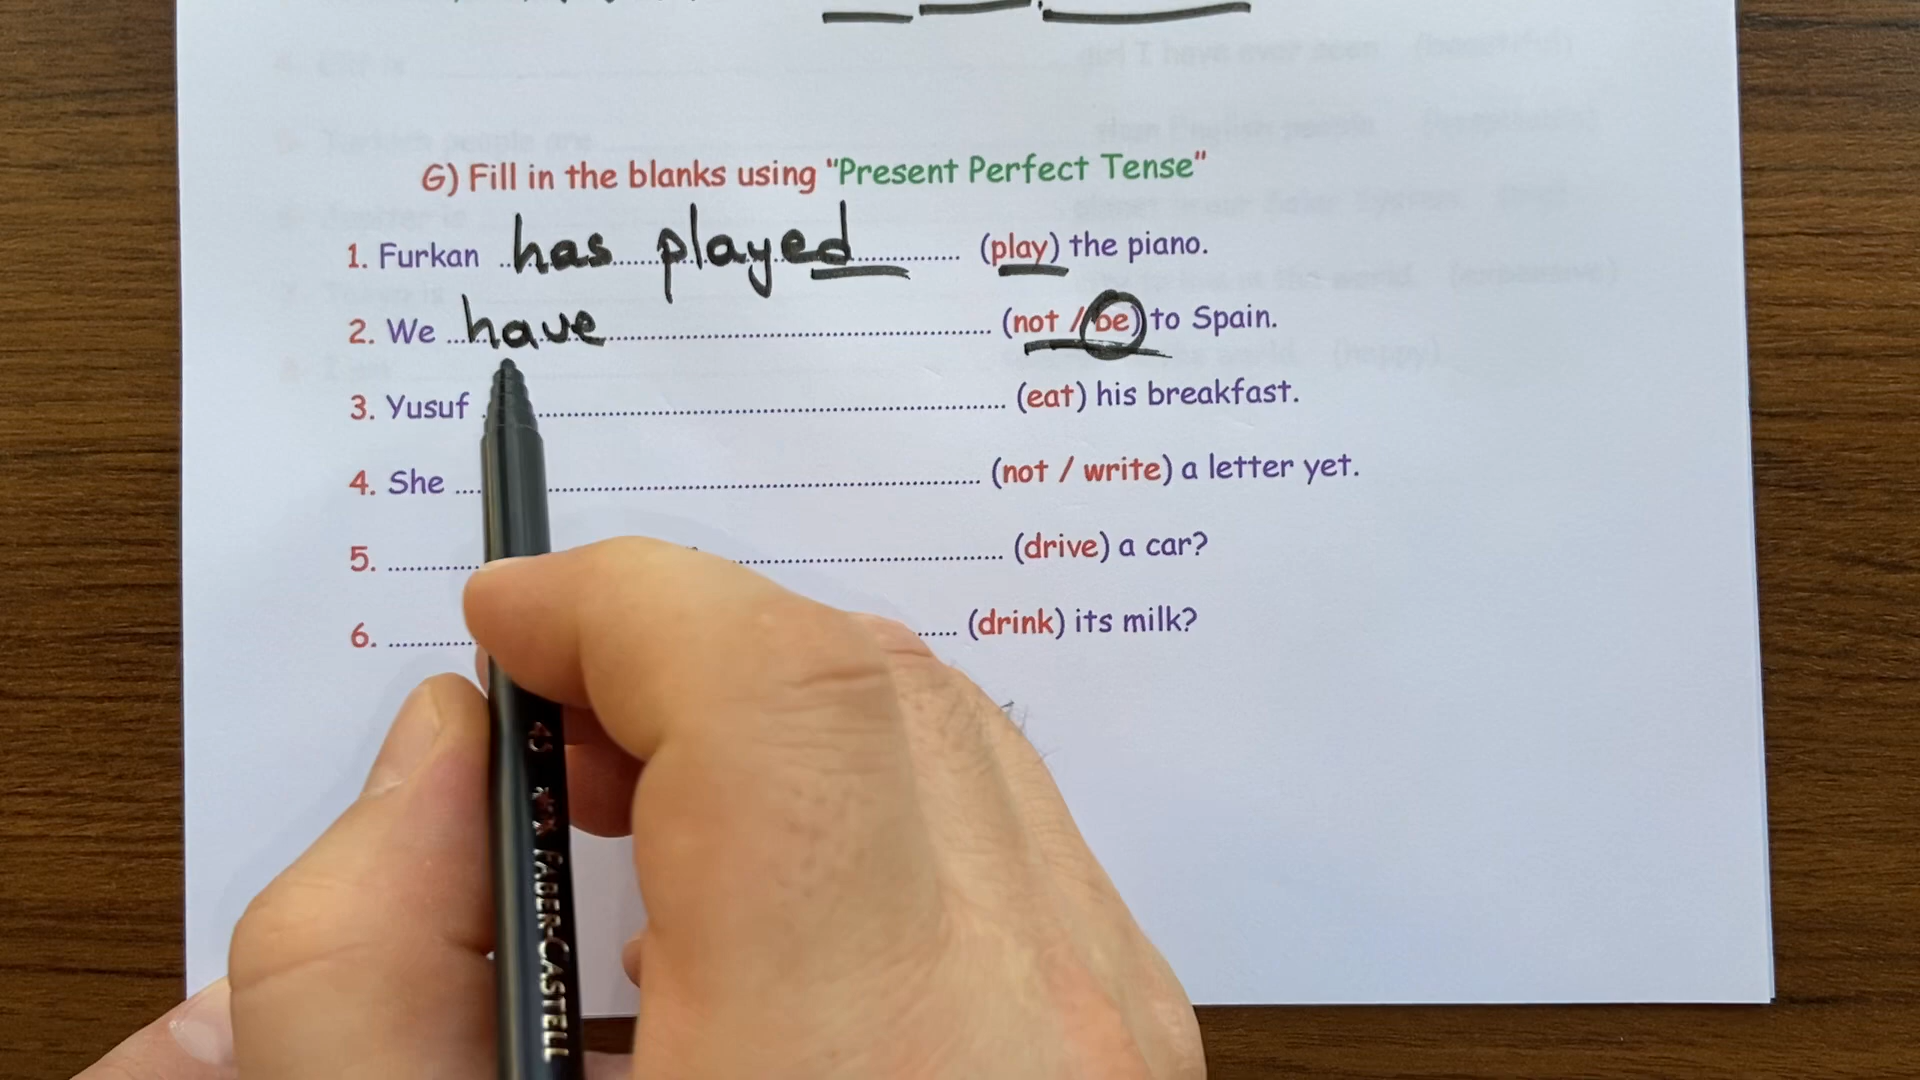 G) Fill in the blanks using "Present Perfect Tense"
1. Furkan has played (play) the piano.
2. We have (not / be) to Spain.
3. Yusuf (eat) his breakfast.
4. She (not / write) a letter yet.
5. (drive) a car?
6. (drink) its milk?
FABER-CASTELL